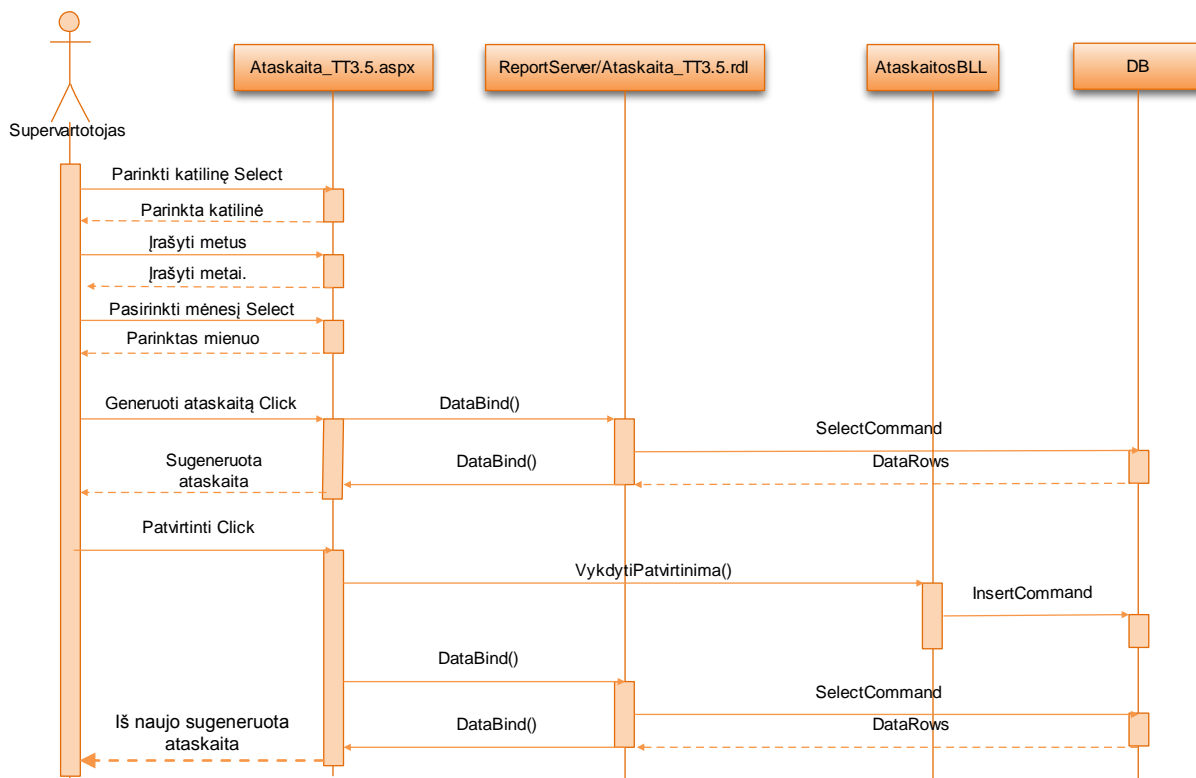 Ataskaita_TT3.5.aspx
ReportServer/Ataskaita_TT3.5.rdl
AtaskaitosBLL
DB
Supervartotojas
Parinkti katilinę Select
Parinkta katilinė
Įrašyti metus
Įrašyti metai.
Pasirinkti mėnesį Select
Parinktas mienuo
Generuoti ataskaitą Click
DataBind()
SelectCommand
Sugeneruota
ataskaita
DataBind()
DataRows
Patvirtinti Click
VykdytiPatvirtinima()
InsertCommand
DataBind()
SelectCommand
Iš naujo sugeneruota
ataskaita
DataBind()
DataRows